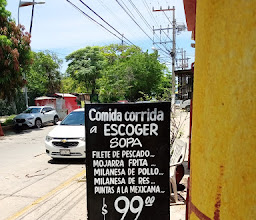 Comida corrida
a ESCOGER
SOPA
FILETE DE PESCADO...
MOJARRA FRITA...
MILANESA DE POLLO...
MILANESA DE RES...
PUNTAS A LA MEXICANA...
$99.00